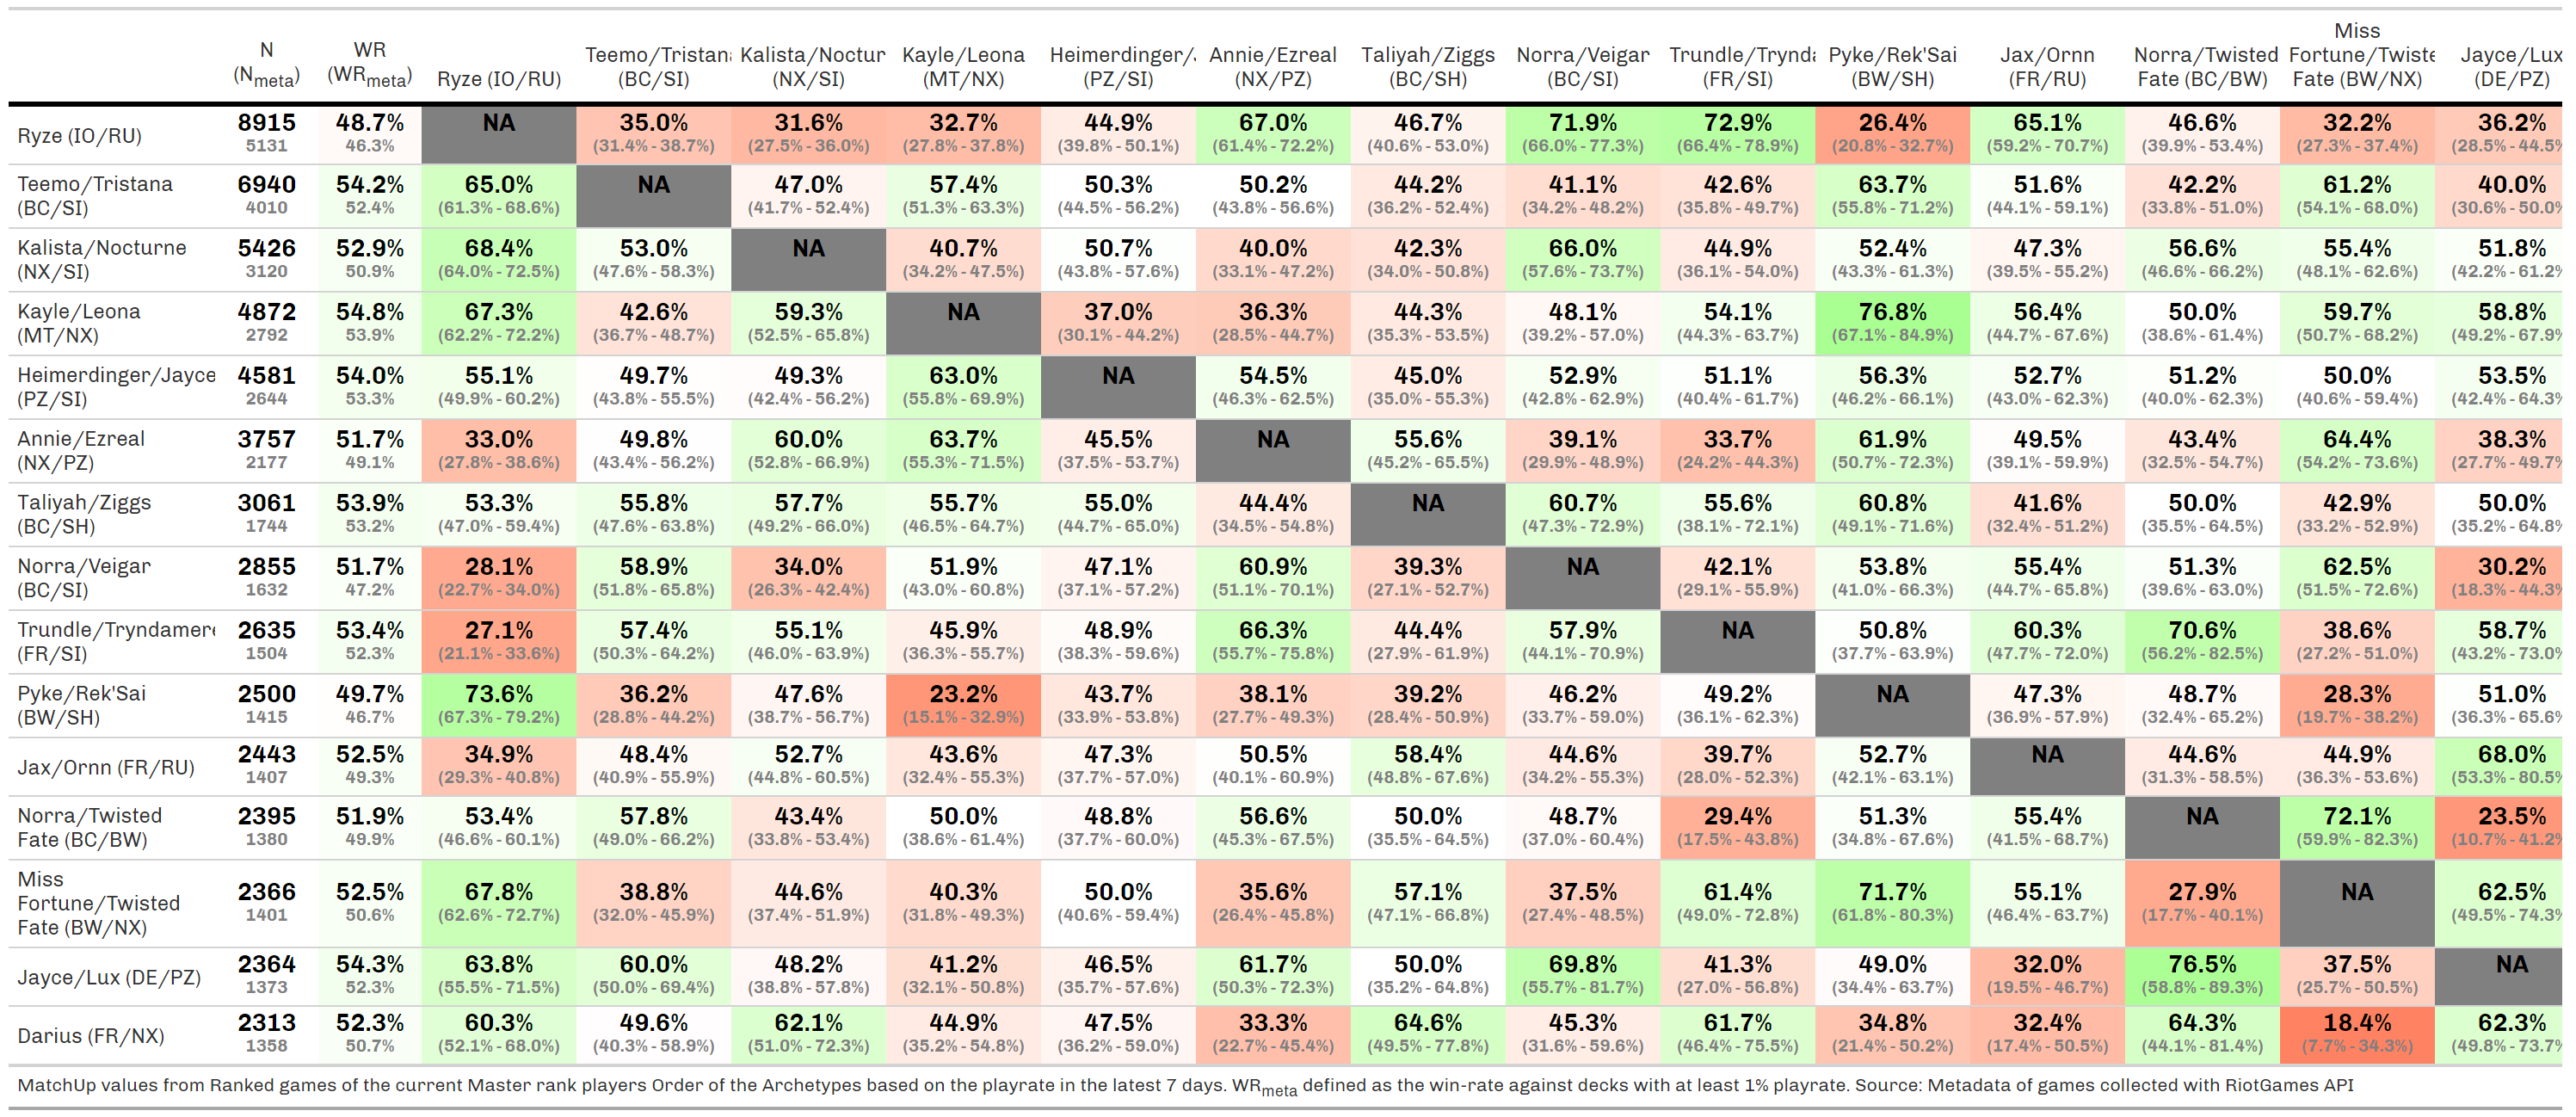 N (Nmeta) WR (WRmeta) Ryze (IO/RU) Teemo/Tristana (BC/SI) Kalista/Noctur (NX/SI) Kayle/Leona (MT/NX) Heimerdinger/J (PZ/SI) Annie/Ezreal (NX/PZ) Taliyah/Ziggs (BC/SH) Norra/Veigar (BC/SI) Trundle/Trynda (FR/SI) Pyke/Rek'Sai (BW/SH) Jax/Ornn (FR/RU) Norra/Twisted Fate (BC/BW) Miss Fortune/Twiste Fate (BW/NX) Jayce/Lux (DE/PZ)
Ryze (IO/RU) 8915 48.7% NA 35.0% 31.6% 32.7% 44.9% 67.0% 46.7% 71.9% 72.9% 26.4% 65.1% 46.6% 32.2% 36.2%
5131 46.3% (31.4% - 38.7%) (27.5% - 36.0%) (27.8% - 37.8%) (39.8% - 50.1%) (61.4% - 72.2%) (40.6% - 53.0%) (66.0% - 77.3%) (66.4% - 78.9%) (20.8% - 32.7%) (59.2% - 70.7%) (39.9% - 53.4%) (27.3% - 37.4%) (28.5% - 44.5%
Teemo/Tristana 6940 54.2% 65.0% NA 47.0% 57.4% 50.3% 50.2% 44.2% 41.1% 42.6% 63.7% 51.6% 42.2% 61.2% 40.0%
(BC/SI) 4010 52.4% (61.3% - 68.6%) (41.7% - 52.4%) (51.3% - 63.3%) (44.5% - 56.2%) (43.8% - 56.6%) (36.2% - 52.4%) (34.2% - 48.2%) (35.8% - 49.7%) (55.8% - 71.2%) (44.1% - 59.1%) (33.8% - 51.0%) (54.1% - 68.0%) (30.6% - 50.0%
Kalista/Nocturne 5426 52.9% 68.4% 53.0% NA 40.7% 50.7% 40.0% 42.3% 66.0% 44.9% 52.4% 47.3% 56.6% 55.4% 51.8%
(NX/SI) 3120 50.9% (64.0% - 72.5%) (47.6% - 58.3%) (34.2% - 47.5%) (43.8% - 57.6%) (33.1% - 47.2%) (34.0% - 50.8%) (57.6% - 73.7%) (36.1% - 54.0%) (43.3% - 61.3%) (39.5% - 55.2%) (46.6% - 66.2%) (48.1% - 62.6%) (42.2% - 61.2%
Kayle/Leona 4872 54.8% 67.3% 42.6% 59.3% NA 37.0% 36.3% 44.3% 48.1% 54.1% 76.8% 56.4% 50.0% 59.7% 58.8%
(MT/NX) 2792 53.9% (62.2% - 72.2%) (36.7% - 48.7%) (52.5% - 65.8%) (30.1% - 44.2%) (28.5% - 44.7%) (35.3% - 53.5%) (39.2% - 57.0%) (44.3% - 63.7%) (67.1% - 84.9%) (44.7% - 67.6%) (38.6% - 61.4%) (50.7% - 68.2%) (49.2% - 67.9%
Heimerdinger/Jayce 4581 54.0% 55.1% 49.7% 49.3% 63.0% NA 54.5% 45.0% 52.9% 51.1% 56.3% 52.7% 51.2% 50.0% 53.5%
(PZ/SI) 2644 53.3% (49.9% - 60.2%) (43.8% - 55.5%) (42.4% - 56.2%) (55.8% - 69.9%) (46.3% - 62.5%) (35.0% - 55.3%) (42.8% - 62.9%) (40.4% - 61.7%) (46.2% - 66.1%) (43.0% - 62.3%) (40.0% - 62.3%) (40.6% - 59.4%) (42.4% - 64.3%
Annie/Ezreal 3757 51.7% 33.0% 49.8% 60.0% 63.7% 45.5% NA 55.6% 39.1% 33.7% 61.9% 49.5% 43.4% 64.4% 38.3%
(NX/PZ) 2177 49.1% (27.8% - 38.6%) (43.4% - 56.2%) (52.8% - 66.9%) (55.3% - 71.5%) (37.5% - 53.7%) (45.2% - 65.5%) (29.9% - 48.9%) (24.2% - 44.3%) (50.7% - 72.3%) (39.1% - 59.9%) (32.5% - 54.7%) (54.2% - 73.6%) (27.7% - 49.7%
Taliyah/Ziggs 3061 53.9% 53.3% 55.8% 57.7% 55.7% 55.0% 44.4% NA 60.7% 55.6% 60.8% 41.6% 50.0% 42.9% 50.0%
(BC/SH) 1744 53.2% (47.0% - 59.4%) (47.6% - 63.8%) (49.2% - 66.0%) (46.5% - 64.7%) (44.7% - 65.0%) (34.5% - 54.8%) (47.3% - 72.9%) (38.1% - 72.1%) (49.1% - 71.6%) (32.4% - 51.2%) (35.5% - 64.5%) (33.2% - 52.9%) (35.2% - 64.8%
Norra/Veigar 2855 51.7% 28.1% 58.9% 34.0% 51.9% 47.1% 60.9% 39.3% NA 42.1% 53.8% 55.4% 51.3% 62.5% 30.2%
(BC/SI) 1632 47.2% (22.7% - 34.0%) (51.8% - 65.8%) (26.3% - 42.4%) (43.0% - 60.8%) (37.1% - 57.2%) (51.1% - 70.1%) (27.1% - 52.7%) (29.1% - 55.9%) (41.0% - 66.3%) (44.7% - 65.8%) (39.6% - 63.0%) (51.5% - 72.6%) (18.3% - 44.3%
Trundle/Tryndamere 2635 53.4% 27.1% 57.4% 55.1% 45.9% 48.9% 66.3% 44.4% 57.9% NA 50.8% 60.3% 70.6% 38.6% 58.7%
(FR/SI) 1504 52.3% (21.1% - 33.6%) (50.3% - 64.2%) (46.0% - 63.9%) (36.3% - 55.7%) (38.3% - 59.6%) (55.7% - 75.8%) (27.9% - 61.9%) (44.1% - 70.9%) (37.7% - 63.9%) (47.7% - 72.0%) (56.2% - 82.5%) (27.2% - 51.0%) (43.2% - 73.0%
Pyke/Rek'Sai 2500 49.7% 73.6% 36.2% 47.6% 23.2% 43.7% 38.1% 39.2% 46.2% 49.2% NA 47.3% 48.7% 28.3% 51.0%
(BW/SH) 1415 46.7% (67.3% - 79.2%) (28.8% - 44.2%) (38.7% - 56.7%) (15.1% - 32.9%) (33.9% - 53.8%) (27.7% - 49.3%) (28.4% - 50.9%) (33.7% - 59.0%) (36.1% - 62.3%) (36.9% - 57.9%) (32.4% - 65.2%) (19.7% - 38.2%) (36.3% - 65.6%
Jax/Ornn (FR/RU) 2443 52.5% 34.9% 48.4% 52.7% 43.6% 47.3% 50.5% 58.4% 44.6% 39.7% 52.7% NA 44.6% 44.9% 68.0%
1407 49.3% (29.3% - 40.8%) (40.9% - 55.9%) (44.8% - 60.5%) (32.4% - 55.3%) (37.7% - 57.0%) (40.1% - 60.9%) (48.8% - 67.6%) (34.2% - 55.3%) (28.0% - 52.3%) (42.1% - 63.1%) (31.3% - 58.5%) (36.3% - 53.6%) (53.3% - 80.5%
Norra/Twisted 2395 51.9% 53.4% 57.8% 43.4% 50.0% 48.8% 56.6% 50.0% 48.7% 29.4% 51.3% 55.4% NA 72.1% 23.5%
Fate (BC/BW) 1380 49.9% (46.6% - 60.1%) (49.0% - 66.2%) (33.8% - 53.4%) (38.6% - 61.4%) (37.7% - 60.0%) (45.3% - 67.5%) (35.5% - 64.5%) (37.0% - 60.4%) (17.5% - 43.8%) (34.8% - 67.6%) (41.5% - 68.7%) (59.9% - 82.3%) (10.7% - 41.2%
Miss
Fortune/Twisted 2366 52.5% 67.8% 38.8% 44.6% 40.3% 50.0% 35.6% 57.1% 37.5% 61.4% 71.7% 55.1% 27.9% NA 62.5%
Fate (BW/NX) 1401 50.6% (62.6% - 72.7%) (32.0% - 45.9%) (37.4% - 51.9%) (31.8% - 49.3%) (40.6% - 59.4%) (26.4% - 45.8%) (47.1% - 66.8%) (27.4% - 48.5%) (49.0% - 72.8%) (61.8% - 80.3%) (46.4% - 63.7%) (17.7% - 40.1%) (49.5% - 74.3%
Jayce/Lux (DE/PZ) 2364 54.3% 63.8% 60.0% 48.2% 41.2% 46.5% 61.7% 50.0% 69.8% 41.3% 49.0% 32.0% 76.5% 37.5% NA
1373 52.3% (55.5% - 71.5%) (50.0% - 69.4%) (38.8% - 57.8%) (32.1% - 50.8%) (35.7% - 57.6%) (50.3% - 72.3%) (35.2% - 64.8%) (55.7% - 81.7%) (27.0% - 56.8%) (34.4% - 63.7%) (19.5% - 46.7%) (58.8% - 89.3%) (25.7% - 50.5%)
Darius (FR/NX) 2313 52.3% 60.3% 49.6% 62.1% 44.9% 47.5% 33.3% 64.6% 45.3% 61.7% 34.8% 32.4% 64.3% 18.4% 62.3%
1358 50.7% (52.1% - 68.0%) (40.3% - 58.9%) (51.0% - 72.3%) (35.2% - 54.8%) (36.2% - 59.0%) (22.7% - 45.4%) (49.5% - 77.8%) (31.6% - 59.6%) (46.4% - 75.5%) (21.4% - 50.2%) (17.4% - 50.5%) (44.1% - 81.4%) (7.7% - 34.3%) (49.8% - 73.7%
MatchUp values from Ranked games of the current Master rank players Order of the Archetypes based on the playrate in the latest 7 days. WRmeta defined as the win-rate against decks with at least 1% playrate. Source: Metadata of games collected with RiotGames API